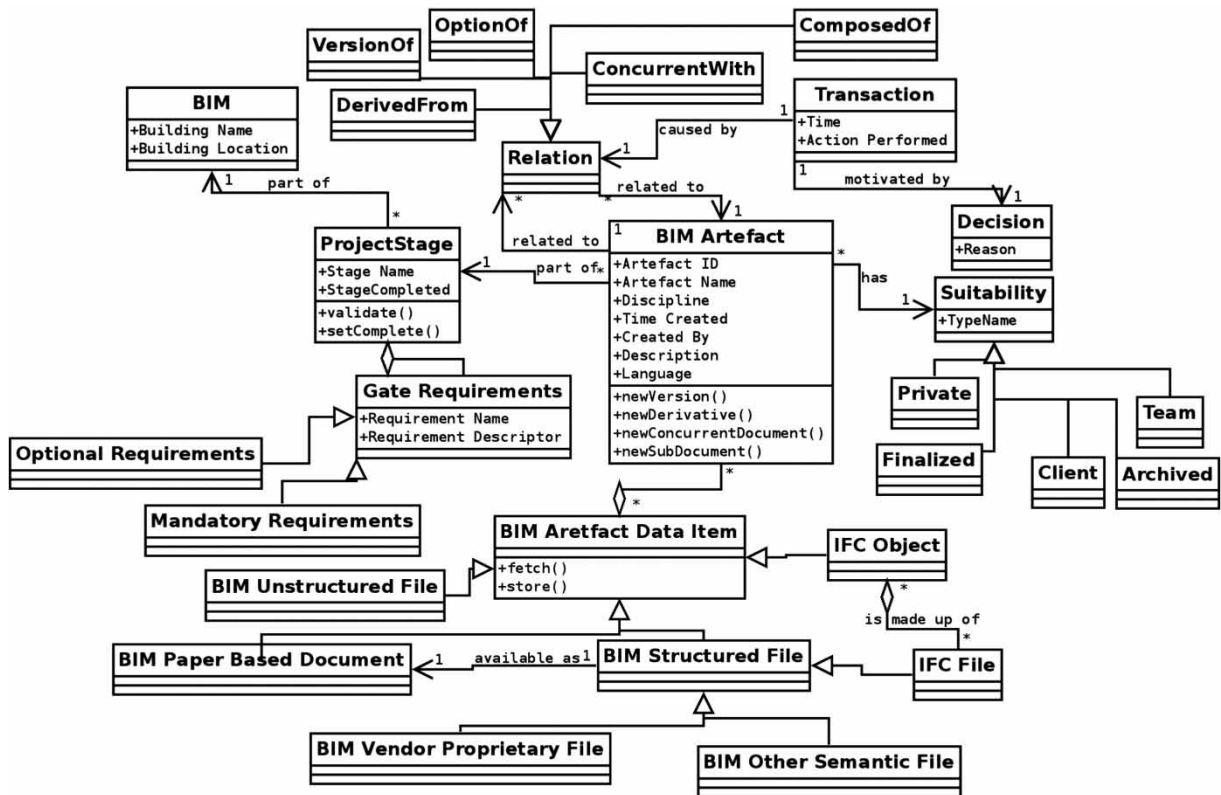 OptionOf
ComposedOf
VersionOf
ConcurrentWith
BIM
+Building Name
+Building Location
DerivedFrom
Transaction
+Time
+Action Performed
1
caused by
1
Relation
1
motivated by
1
1
part of
*
related to
*
*
1
Decision
+Reason
ProjectStage
+Stage Name
+StageCompleted
+validate()
+setComplete()
related to
1
part of
*
1
BIM Artefact
+Artefact ID
+Artefact Name
+Discipline
+Time Created
+Created By
+Description
+Language
+newVersion()
+newDerivative()
+newConcurrentDocument()
+newSubDocument()
*
has
1
Suitability
+TypeName
Private
Team
Finalized
Client
Archived
Gate Requirements
+Requirement Name
+Requirement Descriptor
Optional Requirements
Mandatory Requirements
*
*
BIM Aretfact Data Item
+fetch()
+store()
IFC Object
*
is made up of
*
BIM Unstructured File
BIM Paper Based Document
1
available as
1
BIM Structured File
IFC File
BIM Vendor Proprietary File
BIM Other Semantic File